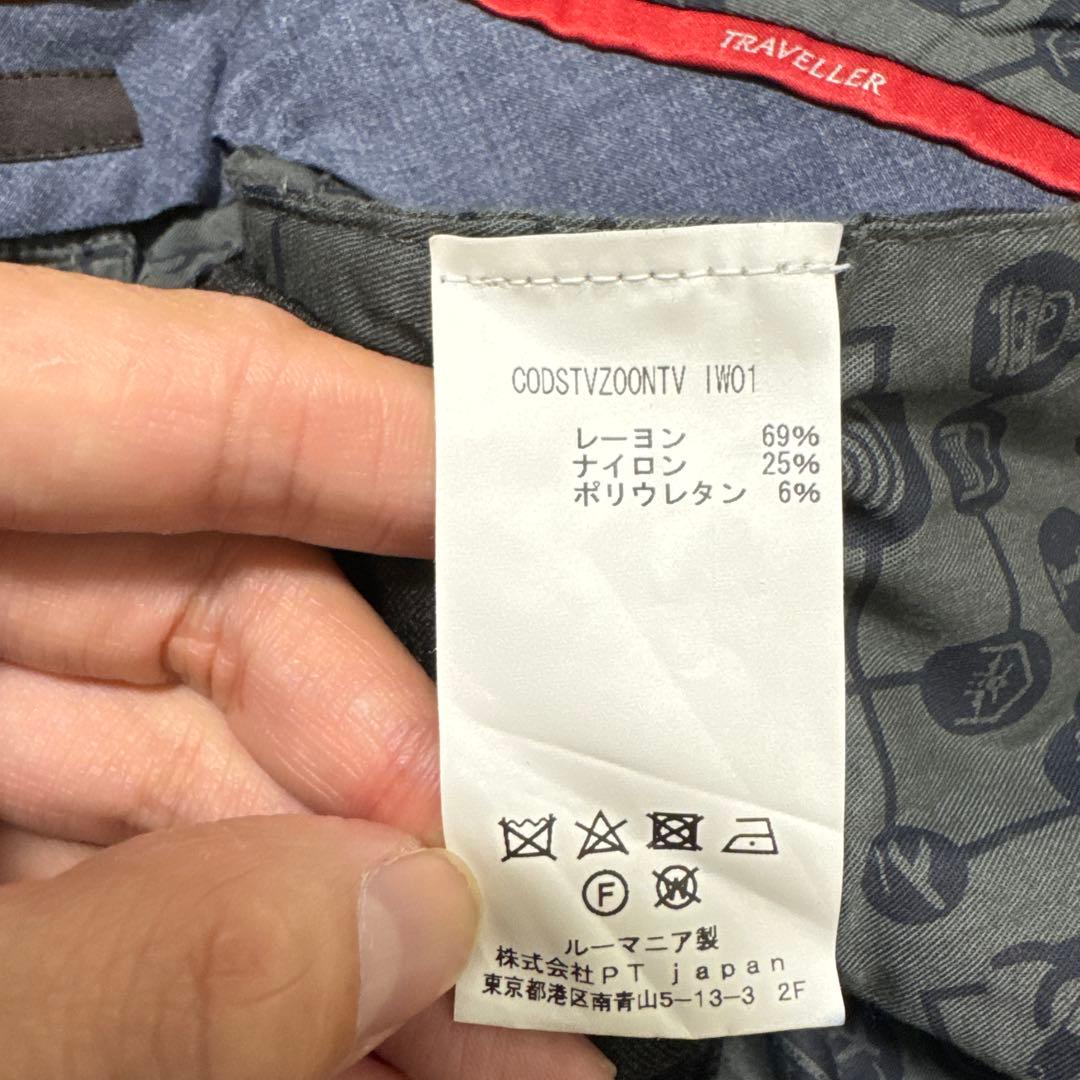 TRAVELLER
CODSTVZ00NTV IW01
レーヨン 69%
ナイロン 25%
ポリウレタン 6%
F
W
ルーマニア製
株式会社PT japan
東京都港区南青山5-13-3 2F